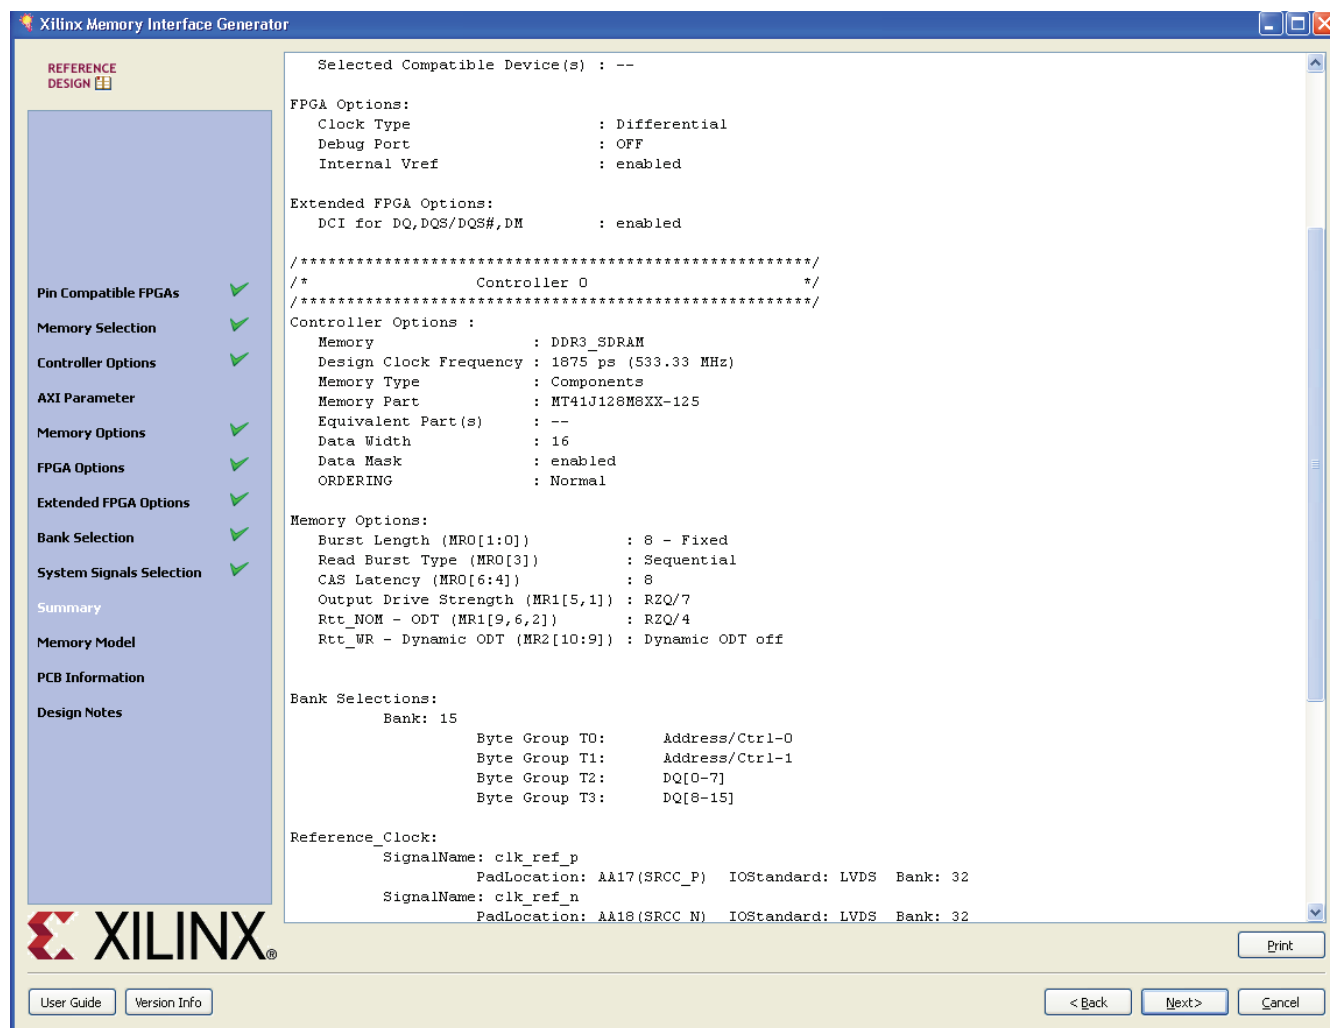 Xilinx Memory Interface Generator
REFERENCE
DESIGN
Pin Compatible FPGAs
Memory Selection
Controller Options
AXI Parameter
Memory Options
FPGA Options
Extended FPGA Options
Bank Selection
System Signals Selection
Summary
Memory Model
PCB Information
Design Notes
XILINX®
Selected Compatible Device(s) : --
FPGA Options:
Clock Type : Differential
Debug Port : OFF
Internal Vref : enabled
Extended FPGA Options:
DCI for DQ,DQS/DQS#,DM : enabled
/*******************************************************/
/* Controller 0 */
/*******************************************************/
Controller Options :
Memory : DDR3_SDRAM
Design Clock Frequency : 1875 ps (533.33 MHz)
Memory Type : Components
Memory Part : MT41J128M8XX-125
Equivalent Part(s) : --
Data Width : 16
Data Mask : enabled
ORDERING : Normal
Memory Options:
Burst Length (MR0[1:0]) : 8 - Fixed
Read Burst Type (MR0[3]) : Sequential
CAS Latency (MR0[6:4]) : 8
Output Drive Strength (MR1[5,1]) : RZQ/7
Rtt_NOM - ODT (MR1[9,6,2]) : RZQ/4
Rtt_WR - Dynamic ODT (MR2[10:9]) : Dynamic ODT off
Bank Selections:
Bank: 15
Byte Group T0: Address/Ctrl-0
Byte Group T1: Address/Ctrl-1
Byte Group T2: DQ[0-7]
Byte Group T3: DQ[8-15]
Reference_Clock:
SignalName: clk_ref_p
PadLocation: AA17(SRCC_P) IOStandard: LVDS Bank: 32
SignalName: clk_ref_n
PadLocation: AA18(SRCC_N) IOStandard: LVDS Bank: 32
Print
User Guide
Version Info
< Back
Next>
Cancel